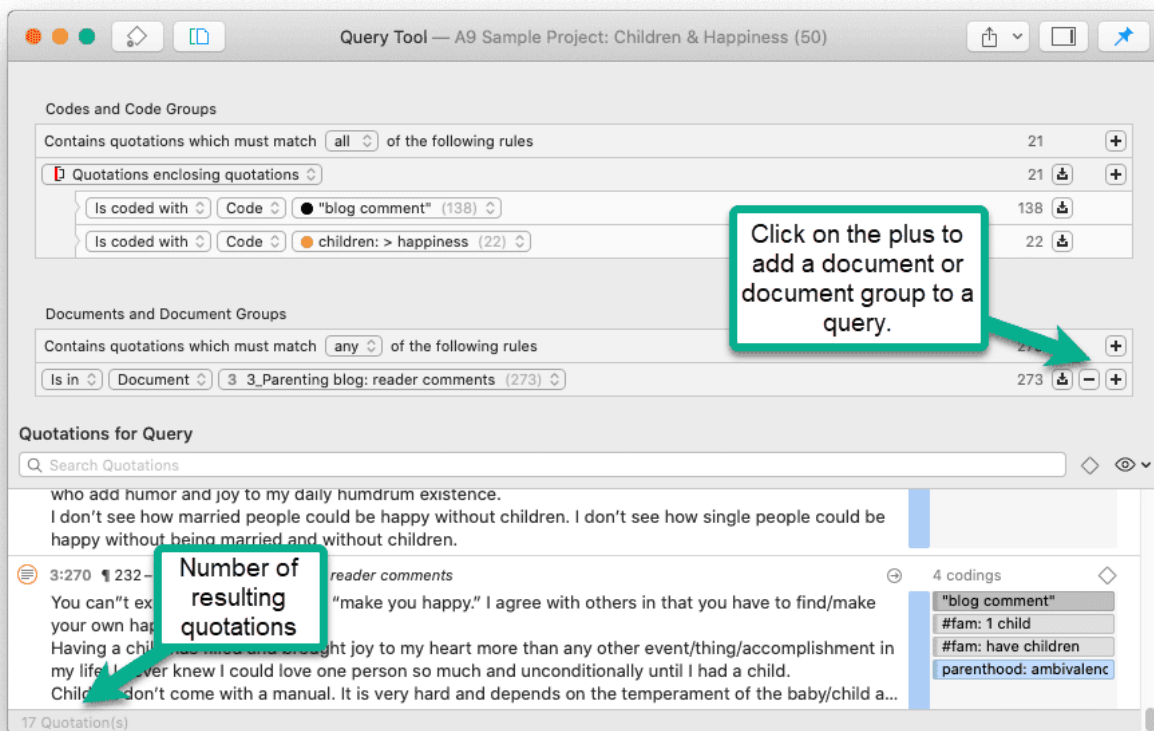 Query Tool — A9 Sample Project: Children & Happiness (50)
Codes and Code Groups
Contains quotations which must match all of the following rules 21
Quotations enclosing quotations 21
Is coded with Code "blog comment" (138) 138
Is coded with Code children: > happiness (22) 22
Click on the plus to
add a document or
document group to a
query.
Documents and Document Groups
Contains quotations which must match any of the following rules
Is in Document 3 3_Parenting blog: reader comments (273) 273
Quotations for Query
Search Quotations
who add humor and joy to my daily humdrum existence.
I don't see how married people could be happy without children. I don't see how single people could be
happy without being married and without children.
Number of
resulting
quotations
3:270 ¶ 232– reader comments 4 codings
You can"t ex “make you happy.” I agree with others in that you have to find/make
your own
Having a brought joy to my heart more than any other event/thing/accomplishment in
my knew I could love one person so much and unconditionally until I had a child.
don't come with a manual. It is very hard and depends on the temperament of the baby/child a...
"blog comment"
#fam: 1 child
#fam: have children
parenthood: ambivalenc
17 Quotation(s)